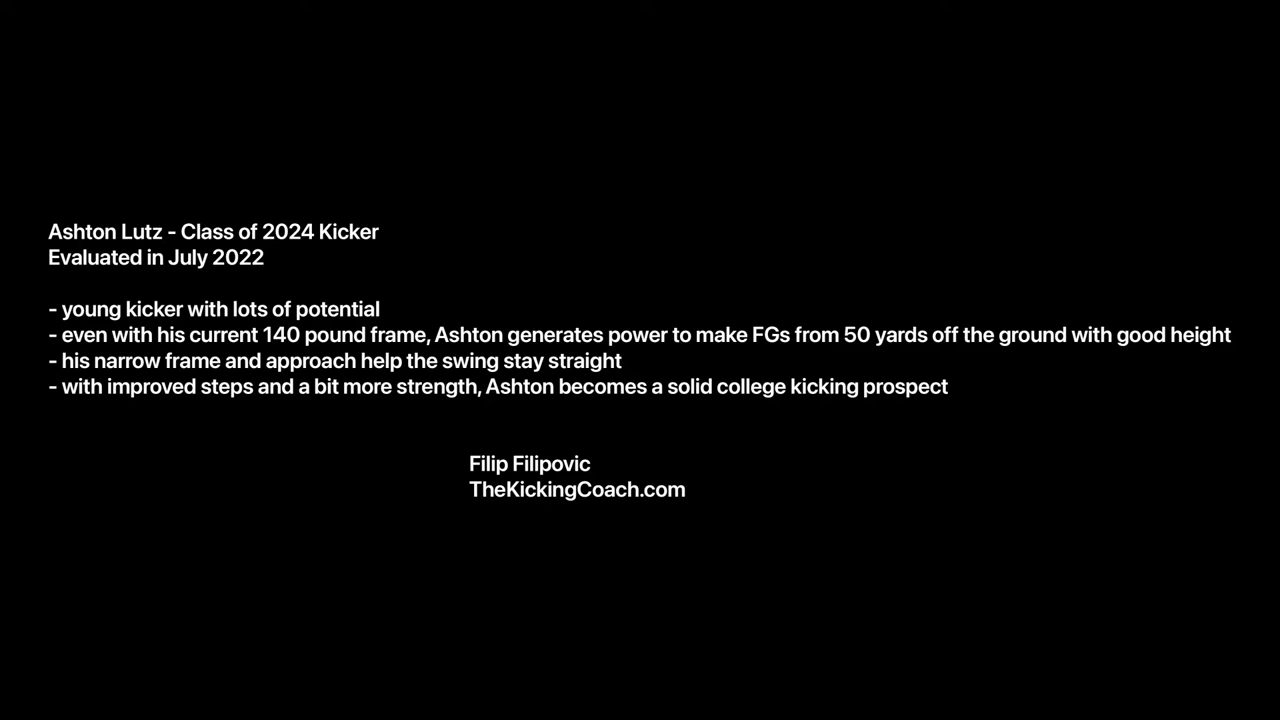 Ashton Lutz - Class of 2024 Kicker
Evaluated in July 2022
- young kicker with lots of potential
- even with his current 140 pound frame, Ashton generates power to make FGs from 50 yards off the ground with good height
- his narrow frame and approach help the swing stay straight
- with improved steps and a bit more strength, Ashton becomes a solid college kicking prospect
Filip Filipovic
TheKickingCoach.com